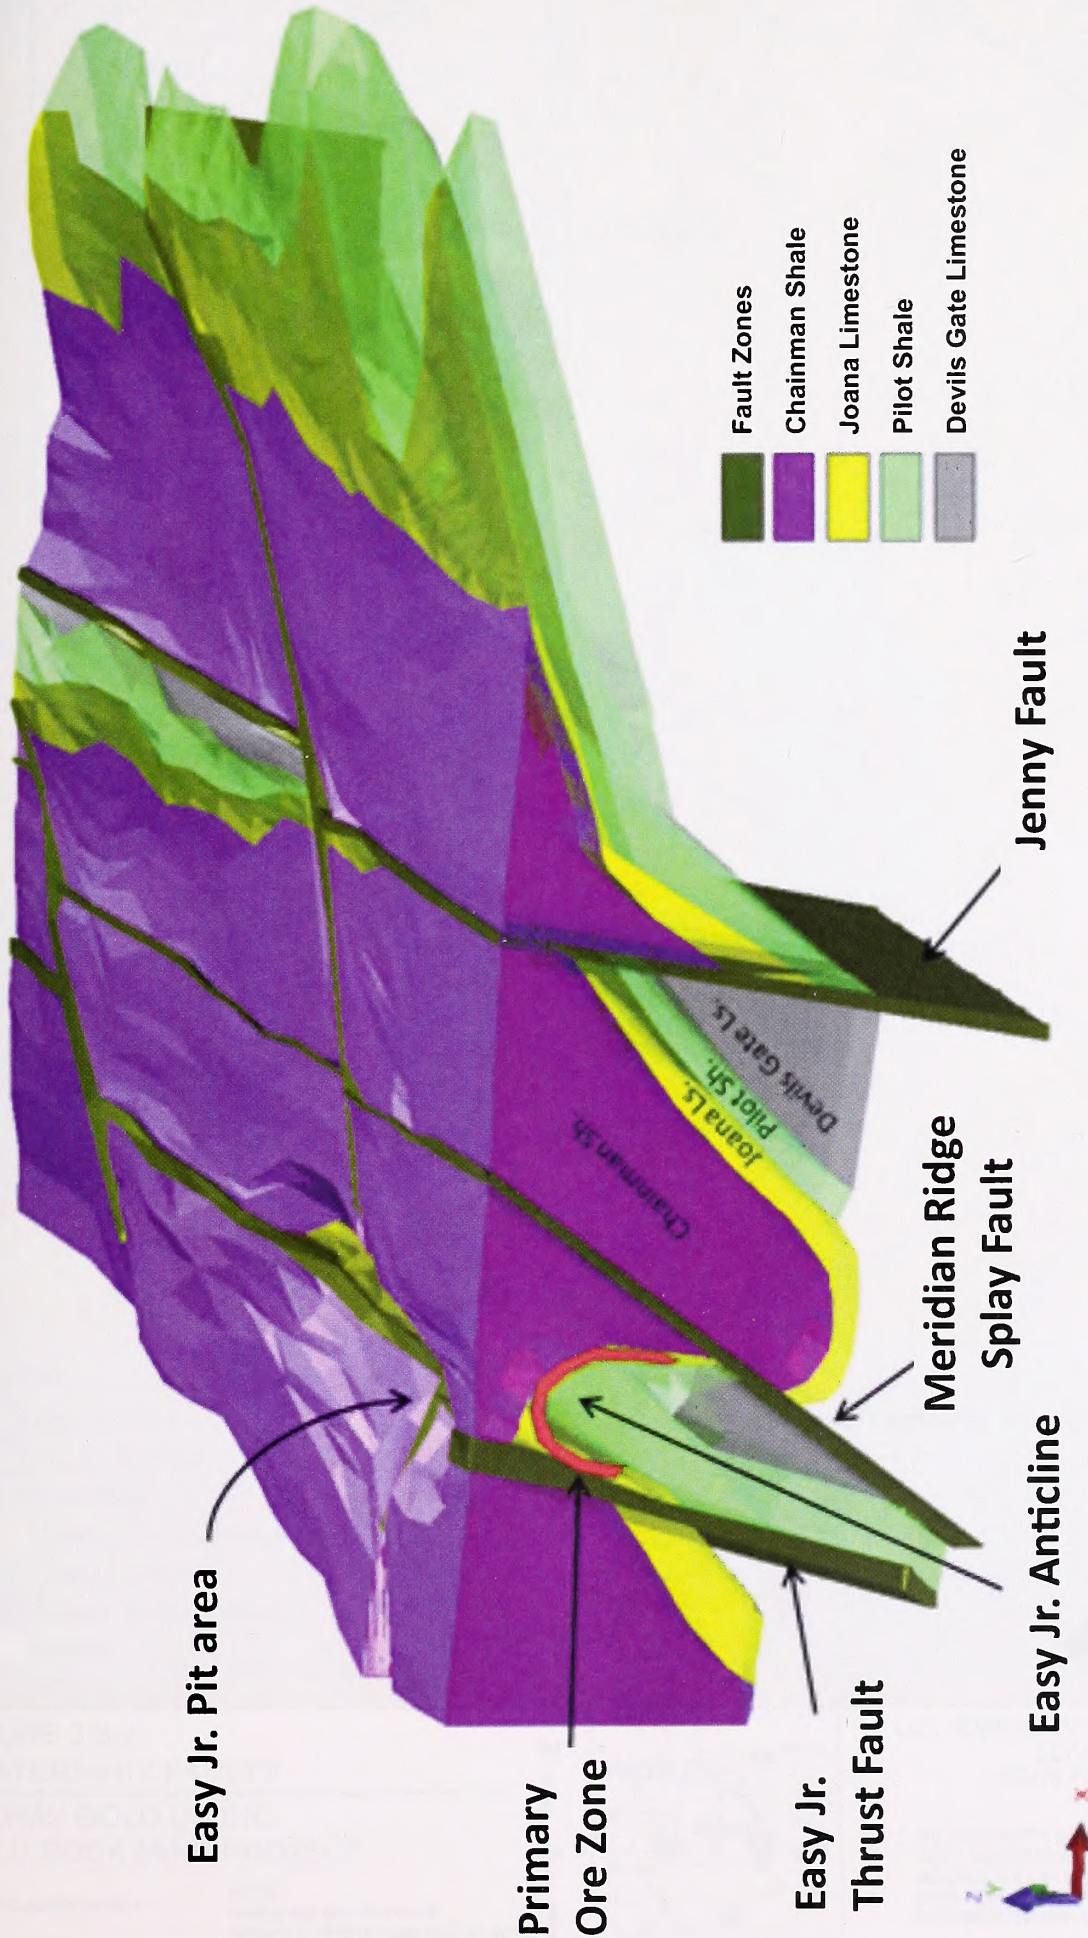 Easy Jr. Pit area
Primary
Ore Zone
Easy Jr.
Thrust Fault
Easy Jr. Anticline
Meridian Ridge
Splay Fault
Jenny Fault
Chainman Sh.
Joana Ls.
Pilot Sh.
Devils Gate Ls.
Fault Zones
Chainman Shale
Joana Limestone
Pilot Shale
Devils Gate Limestone
Z
Y
X